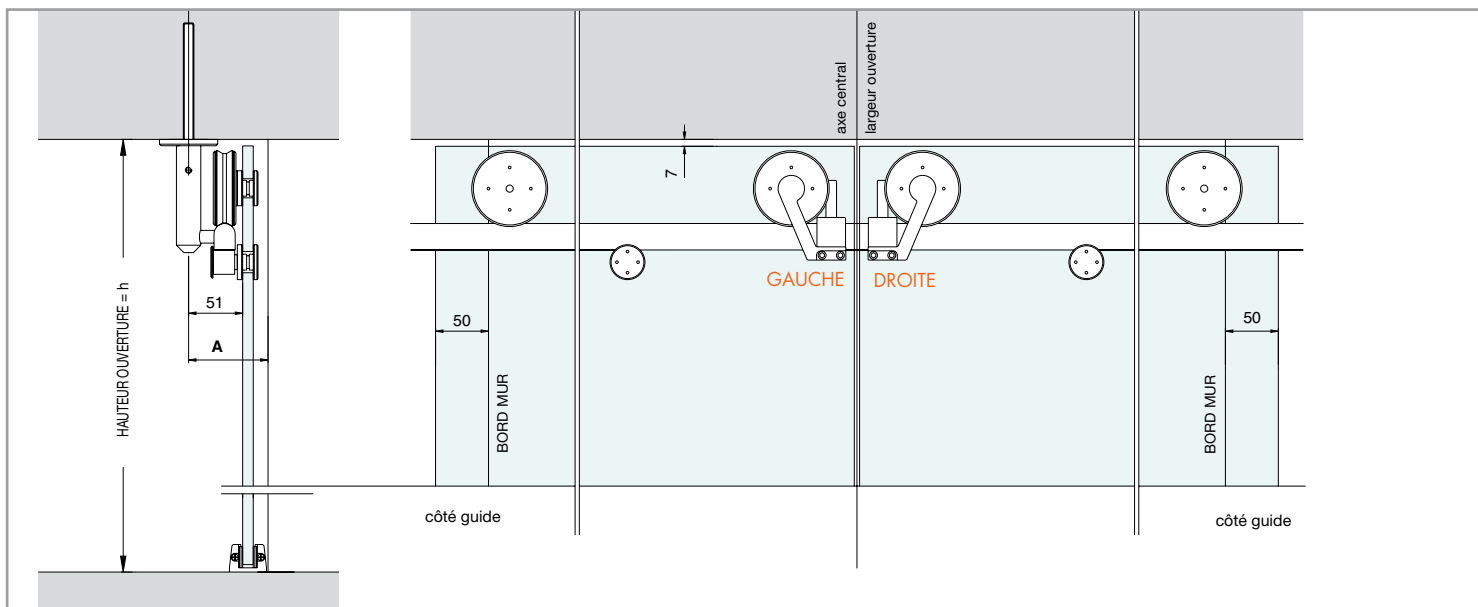 HAUTEUR OUVERTURE = h
51
A
axe central
largeur ouverture
7
GAUCHE
DROITE
50
50
BORD MUR
BORD MUR
côté guide
côté guide